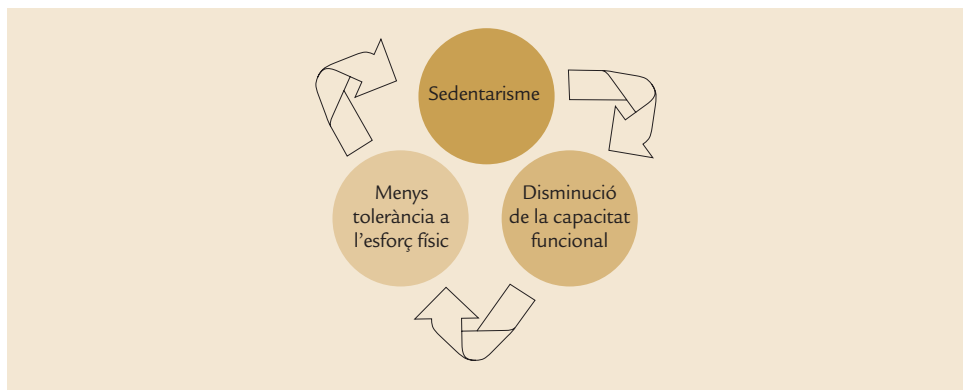 Sedentarisme
Menys
tolerància a
l’esforç físic
Disminució
de la capacitat
funcional